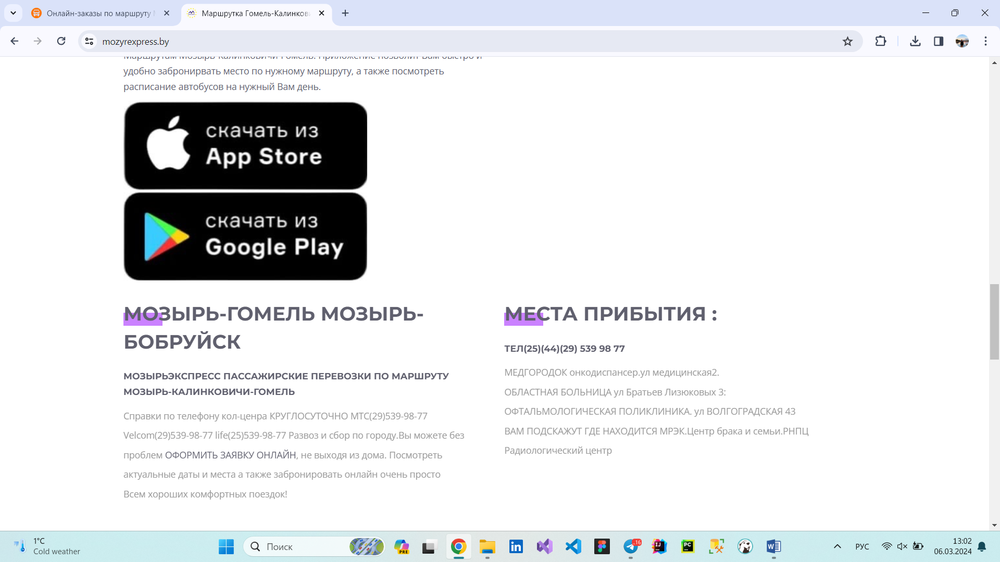 Онлайн-заказы по маршруту
Маршрутка Гомель-Калинкови
mozyrexpress.by
Маршрутам Мозырь-Калинковичи-Гомель. Приложение позволит Вам быстро и
удобно забронирвать место по нужному маршруту, а также посмотреть
расписание автобусов на нужный Вам день.
скачать из
App Store
скачать из
Google Play
МОЗЫРЬ-ГОМЕЛЬ МОЗЫРЬ-
БОБРУЙСК
МОЗЫРЬЭКСПРЕСС ПАССАЖИРСКИЕ ПЕРЕВОЗКИ ПО МАРШРУТУ
МОЗЫРЬ-КАЛИНКОВИЧИ-ГОМЕЛЬ
Справки по телефону кол-ценра КРУГЛОСУТОЧНО МТС(29)539-98-77
Velcom(29)539-98-77 life(25)539-98-77 Развоз и сбор по городу.Вы можете без
проблем ОФОРМИТЬ ЗАЯВКУ ОНЛАЙН, не выходя из дома. Посмотреть
актуальные даты и места а также забронировать онлайн очень просто
Всем хороших комфортных поездок!
МЕСТА ПРИБЫТИЯ :
ТЕЛ(25)(44)(29) 539 98 77
МЕДГОРОДОК онкодиспансер.ул медицинская2.
ОБЛАСТНАЯ БОЛЬНИЦА ул Братьев Лизюковых 3:
ОФТАЛЬМОЛОГИЧЕСКАЯ ПОЛИКЛИНИКА. ул ВОЛГОГРАДСКАЯ 43
ВАМ ПОДСКАЖУТ ГДЕ НАХОДИТСЯ МРЭК.Центр брака и семьи.РНПЦ
Радиологический центр
1°C
Cold weather
Поиск
PRE
16
IJ
PC
РУС
13:02
06.03.2024